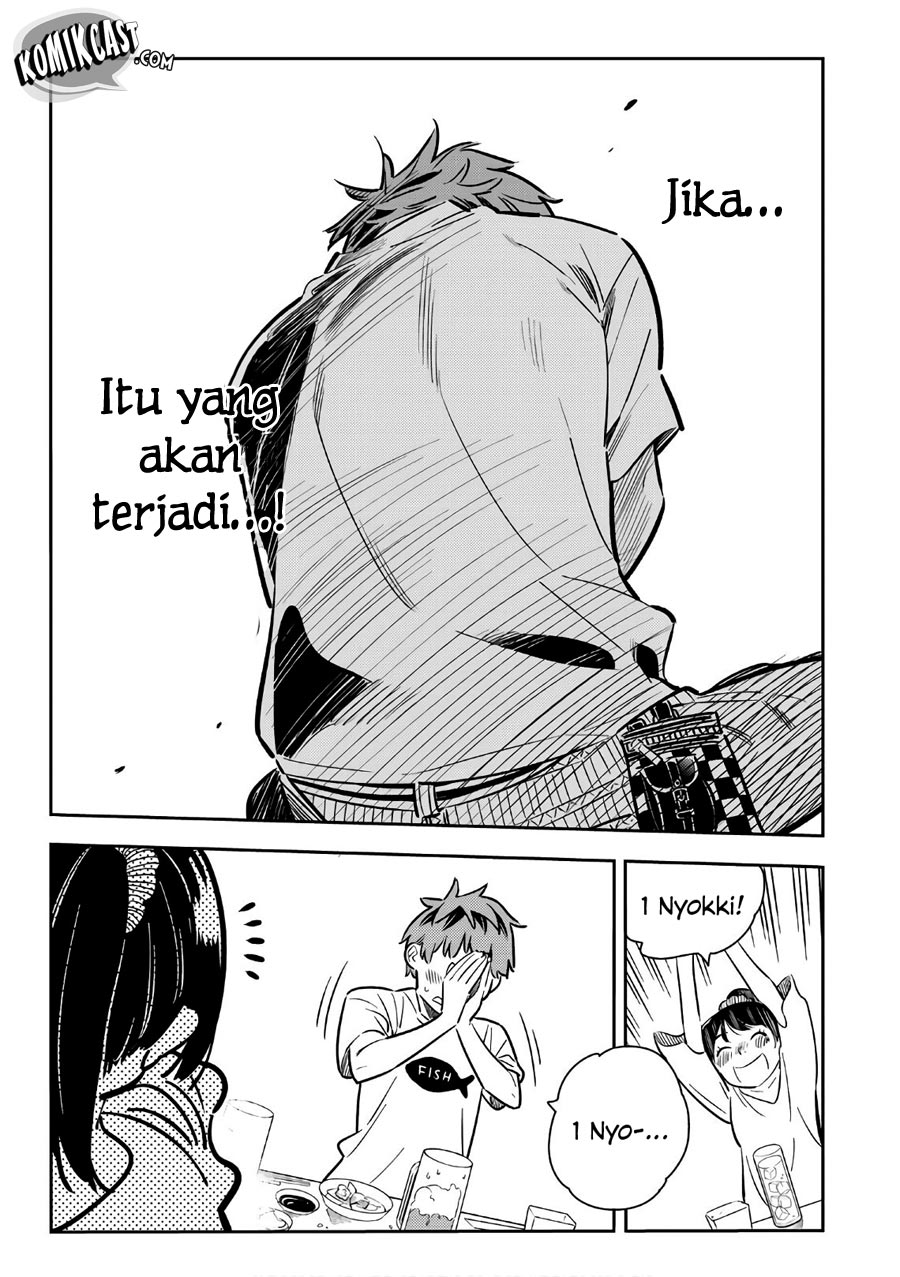 KOMIKCAST.COM
Jika...
Itu yang
akan
terjadi...!
1 Nyokki!
FISH
1 Nyo-...